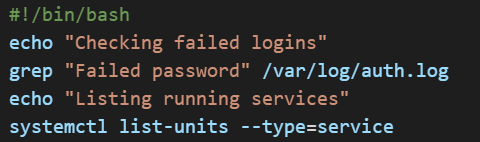 #!/bin/bash
echo "Checking failed logins"
grep "Failed password" /var/log/auth.log
echo "Listing running services"
systemctl list-units --type=service